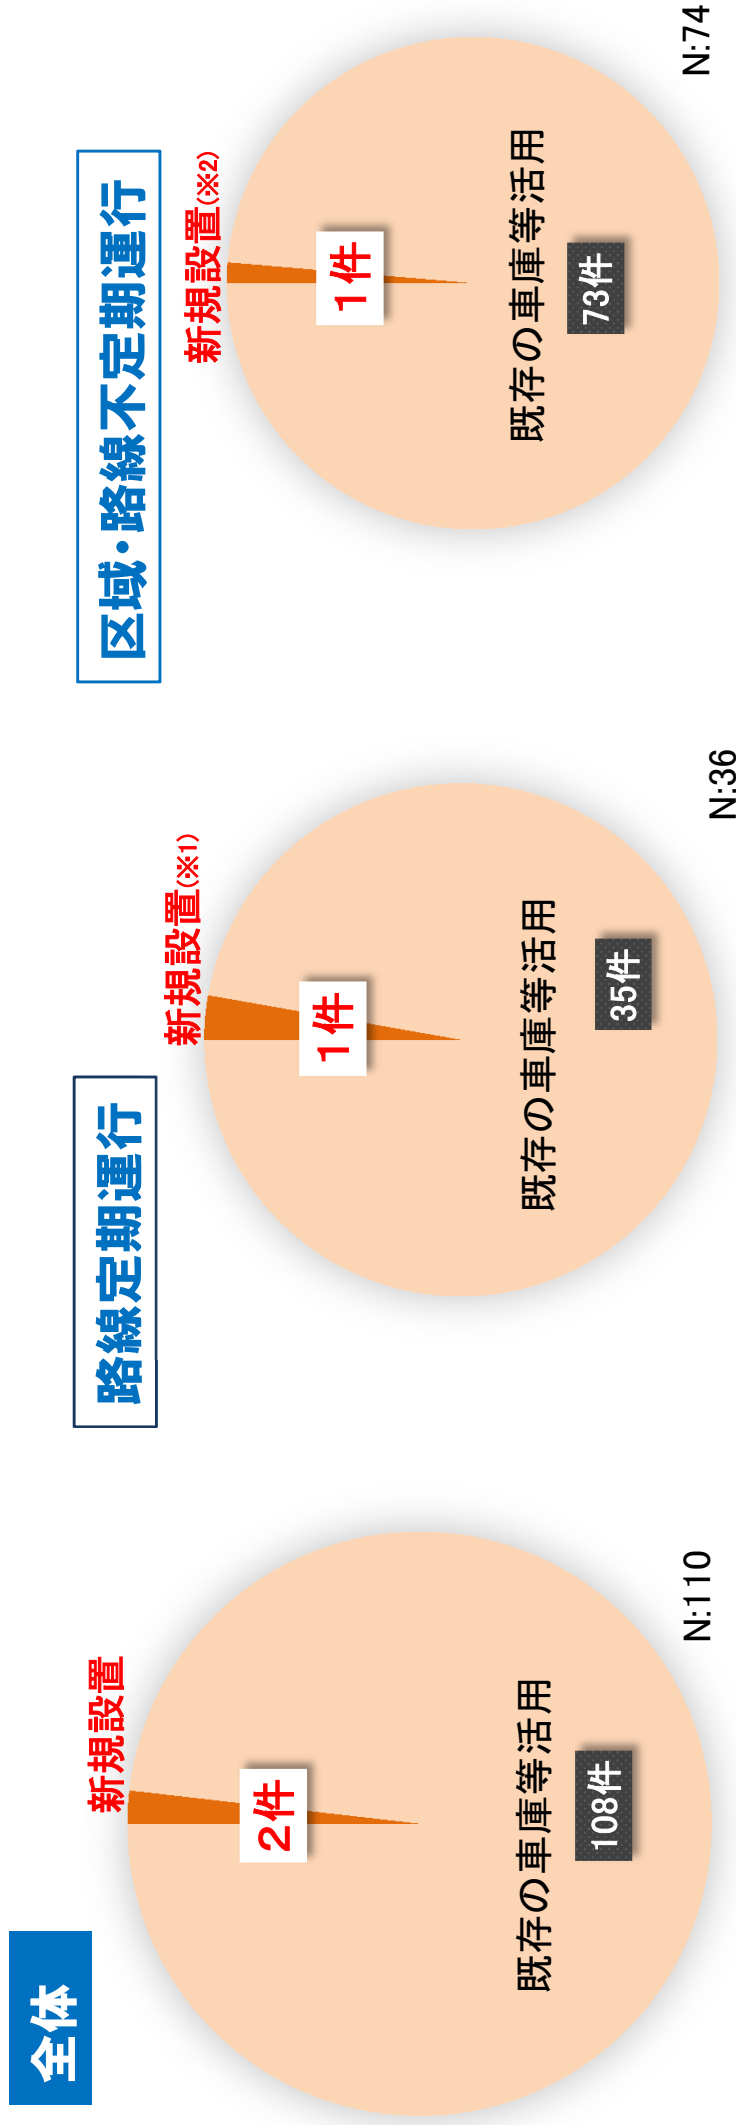 全体
新規設置
2件
既存の車庫等活用
108件
N:110
路線定期運行
新規設置(※1)
1件
既存の車庫等活用
35件
N:36
区域・路線不定期運行
新規設置(※2)
1件
既存の車庫等活用
73件
N:74